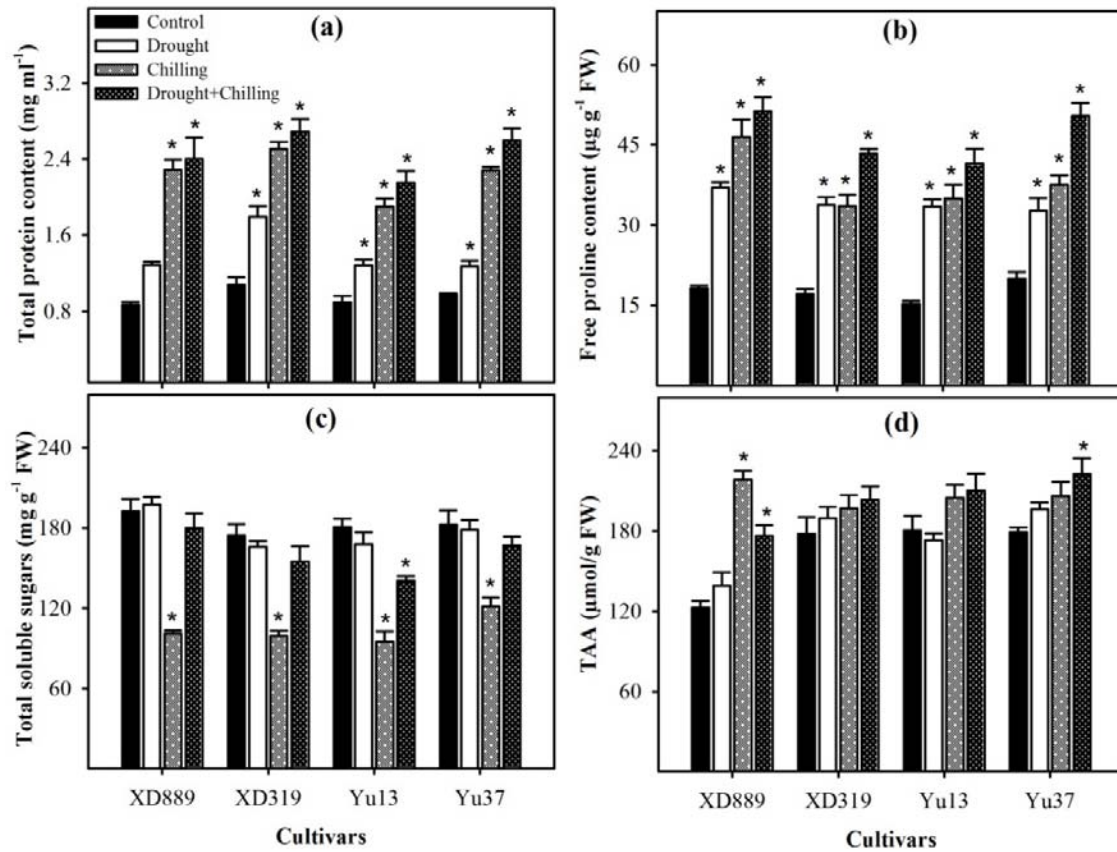 (a)
Control
Drought
Chilling
Drought+Chilling
Total protein content (mg ml-1)
3.2
2.4
1.6
0.8
* * * * * * * * * * *
(b)
Free proline content (µg g-1 FW)
60
45
30
15
* * * * * * * * * * * *
(c)
Total soluble sugars (mg g-1 FW)
240
180
120
60
* * * * *
XD889 XD319 Yu13 Yu37
Cultivars
(d)
TAA (µmol/g FW)
240
180
120
60
* * *
XD889 XD319 Yu13 Yu37
Cultivars